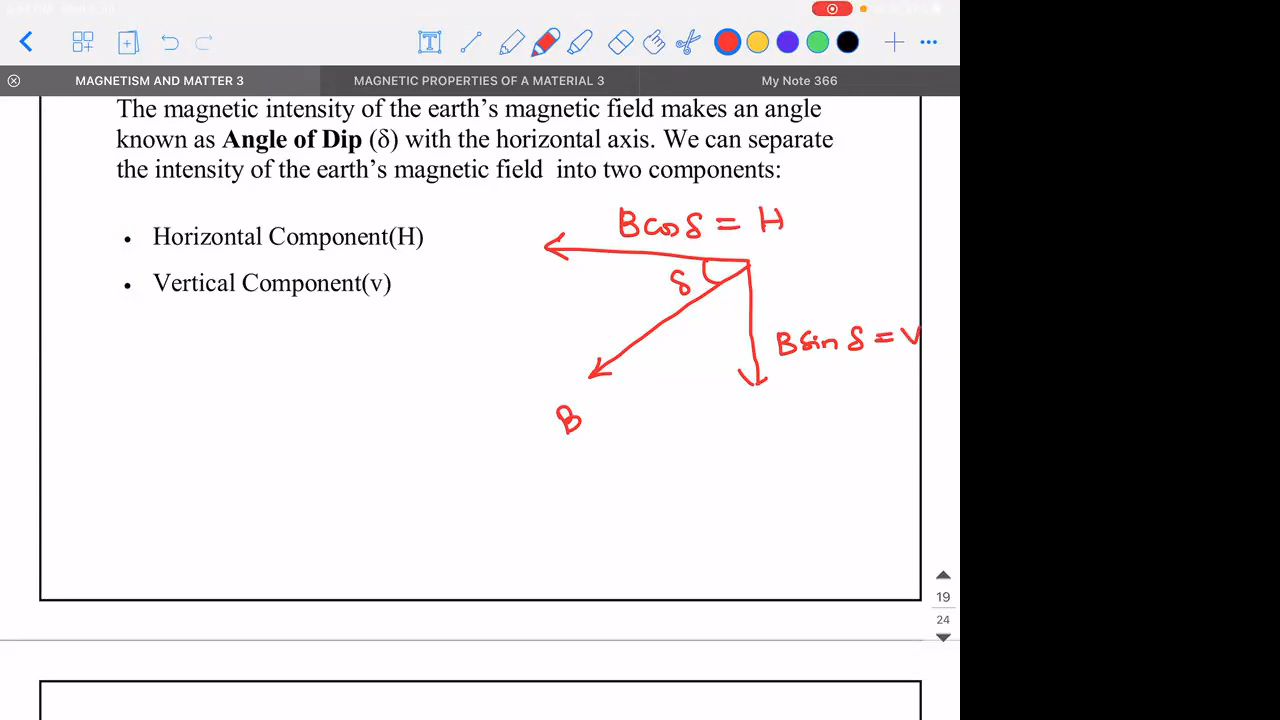 MAGNETISM AND MATTER 3
MAGNETIC PROPERTIES OF A MATERIAL 3
My Note 366
The magnetic intensity of the earth's magnetic field makes an angle
known as Angle of Dip (δ) with the horizontal axis. We can separate
the intensity of the earth's magnetic field into two components:
• Horizontal Component(H)
• Vertical Component(v)
B cos δ = H
δ
B sin δ = V
B
19
24